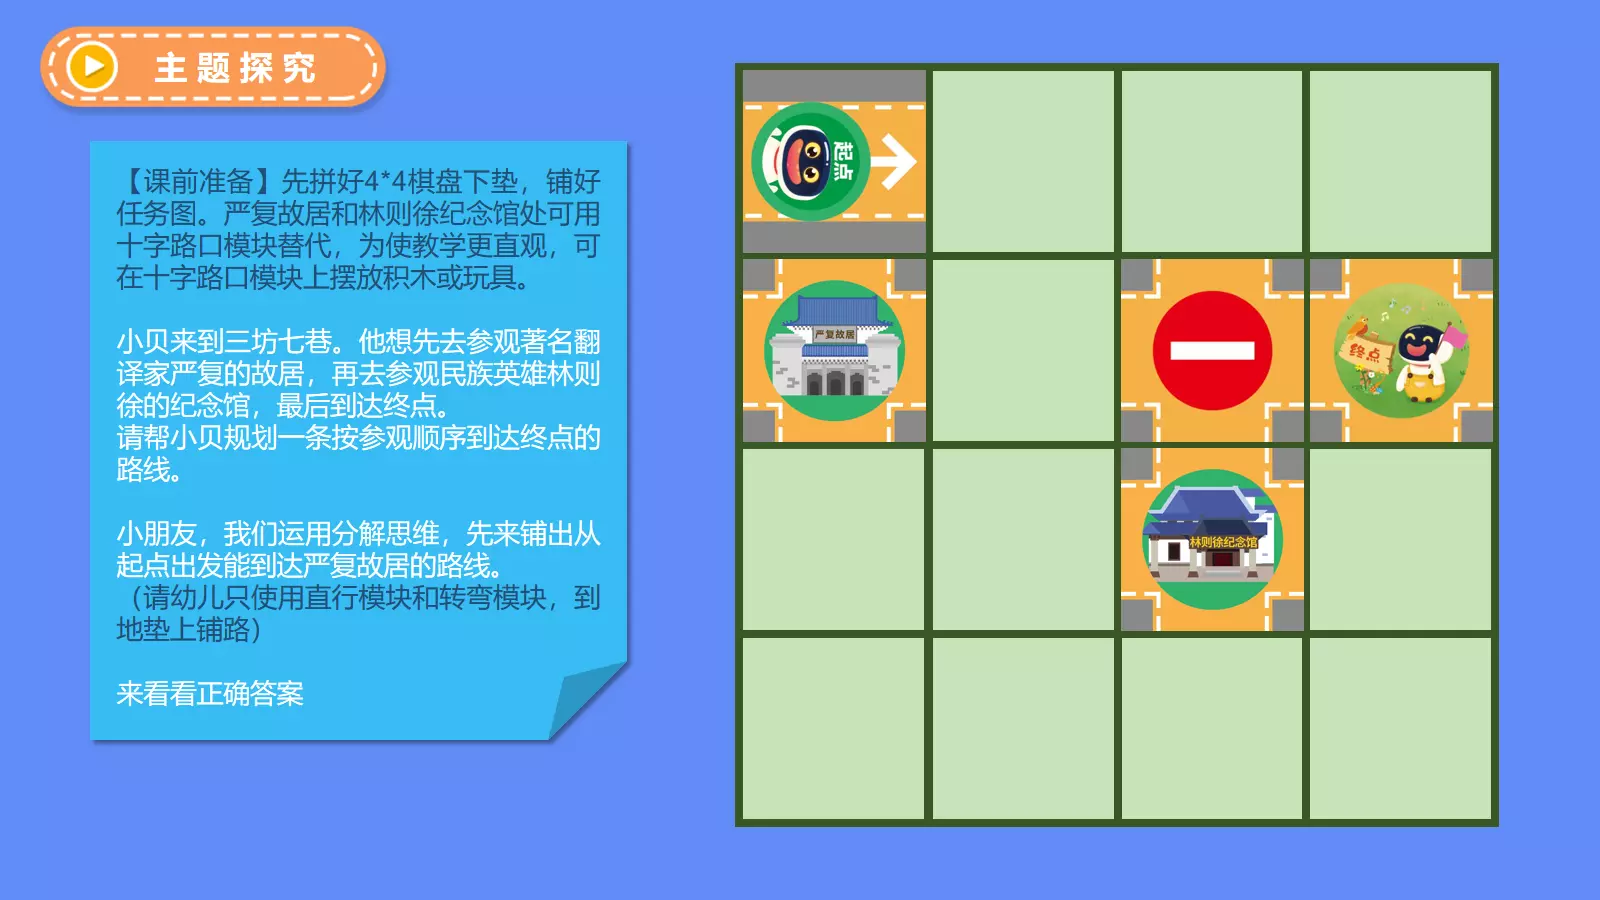 主题探究
【课前准备】先拼好4*4棋盘下垫，铺好
任务图。严复故居和林则徐纪念馆处可用
十字路口模块替代，为使教学更直观，可
在十字路口模块上摆放积木或玩具。
小贝来到三坊七巷。他想先去参观著名翻
译家严复的故居，再去参观民族英雄林则
徐的纪念馆，最后到达终点。
请帮小贝规划一条按参观顺序到达终点的
路线。
小朋友，我们运用分解思维，先来铺出从
起点出发能到达严复故居的路线。
（请幼儿只使用直行模块和转弯模块，到
地垫上铺路）
来看看正确答案
起点
严复故居
终点
林则徐纪念馆